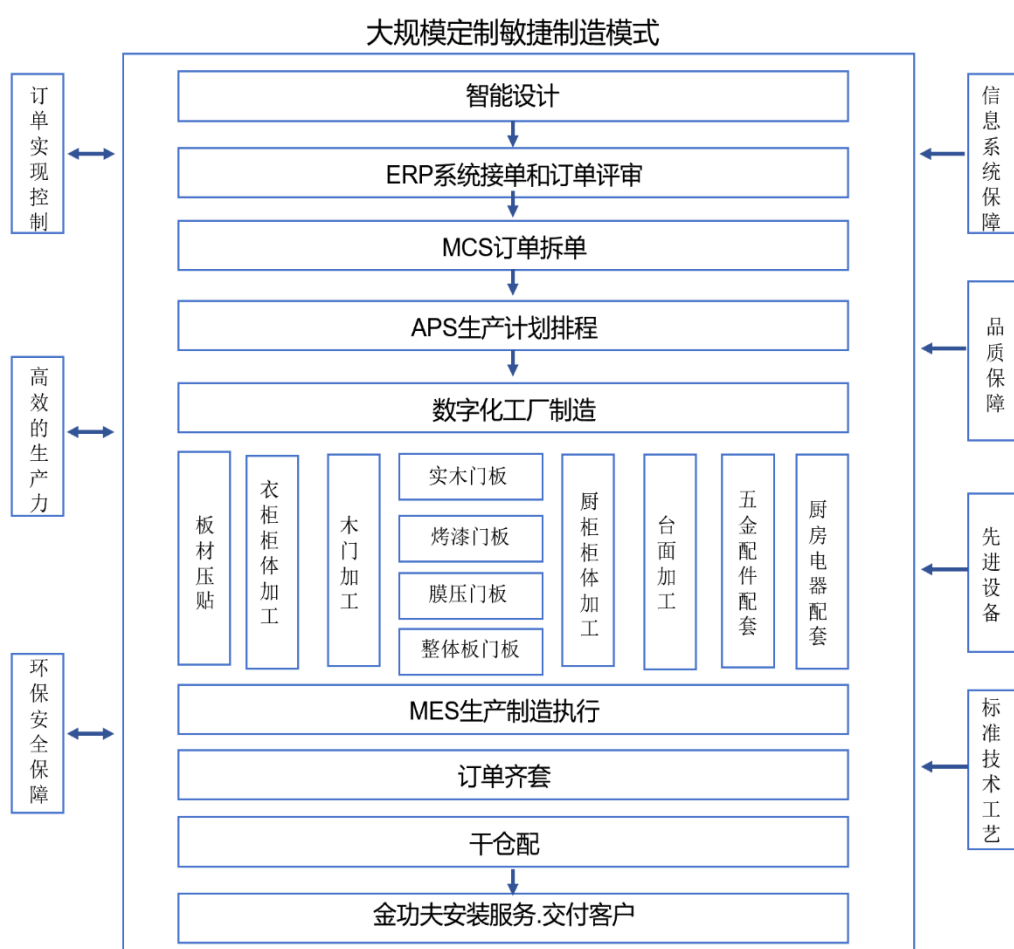 大规模定制敏捷制造模式
订单实现控制
高效的生产力
环保安全保障
智能设计
ERP系统接单和订单评审
MCS订单拆单
APS生产计划排程
数字化工厂制造
板材压贴
衣柜柜体加工
木门加工
实木门板
烤漆门板
膜压门板
整体板门板
厨柜柜体加工
台面加工
五金配件配套
厨房电器配套
MES生产制造执行
订单齐套
干仓配
金功夫安装服务.交付客户
信息系统保障
品质保障
先进设备
标准技术工艺